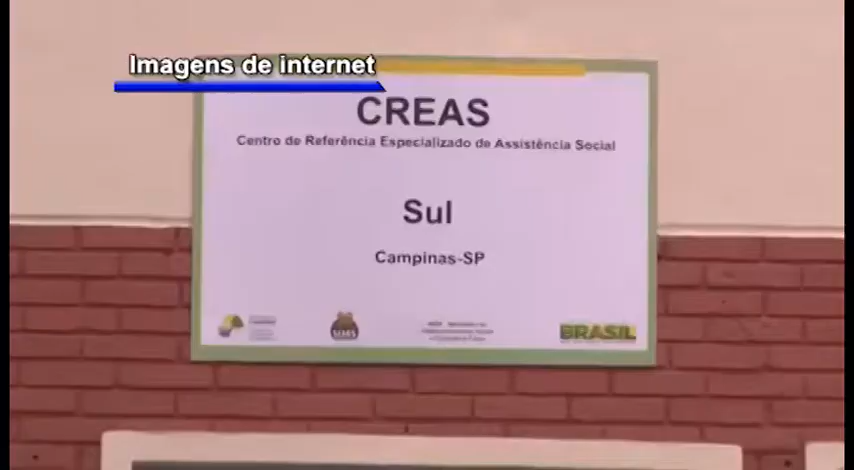 Imagens de internet
CREAS
Centro de Referência Especializado de Assistência Social
Sul
Campinas-SP
BRASIL